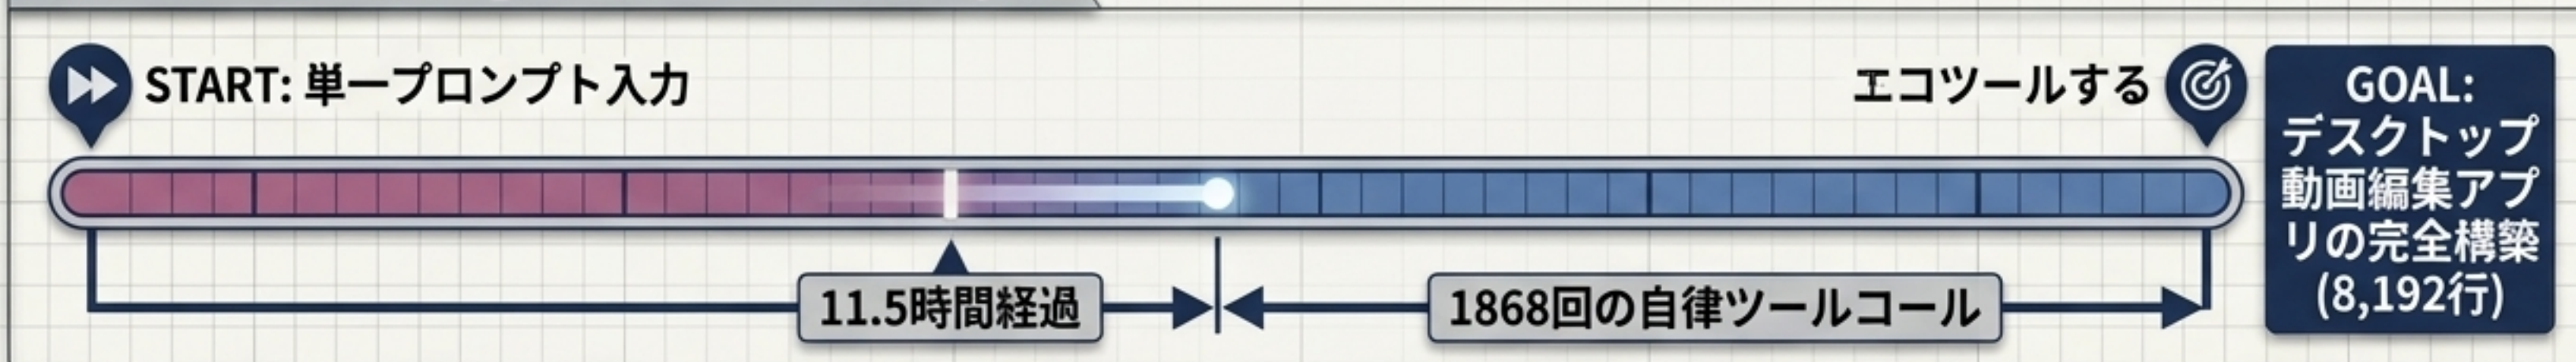 START: 単一プロンプト入力
エコツールする
GOAL:
デスクトップ
動画編集アプ
リの完全構築
(8,192行)
11.5時間経過
1868回の自律ツールコール